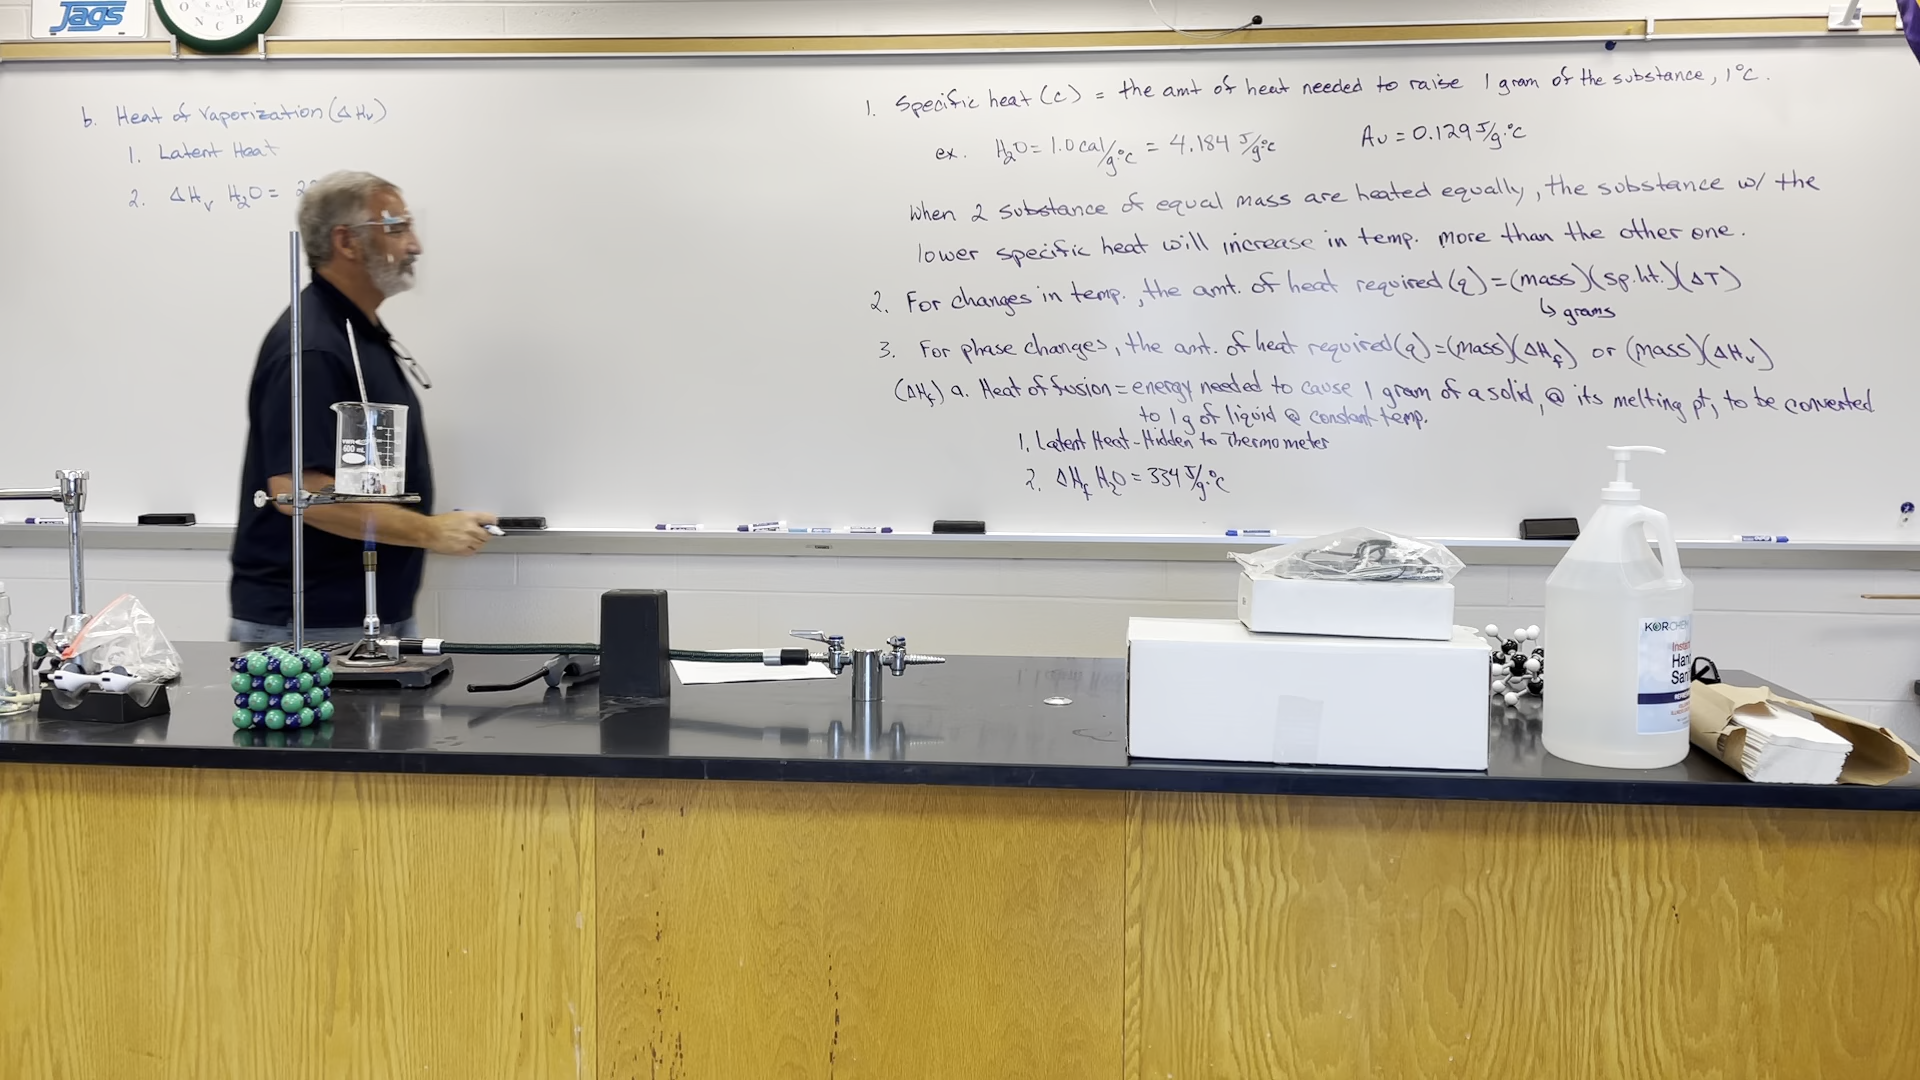 Jags
O N C B Be
b. Heat of Vaporization (ΔHv)
1. Latent Heat
2. ΔHv H2O =
1. Specific heat (c) = the amt of heat needed to raise 1 gram of the substance, 1°C.
ex. H2O = 1.0 cal/g·°C = 4.184 J/g·°C Au = 0.129 J/g·°C
When 2 substance of equal mass are heated equally, the substance w/ the
lower specific heat will increase in temp. more than the other one.
2. For changes in temp., the amt. of heat required (q) = (mass)(sp.ht.)(ΔT)
↳ grams
3. For phase changes, the amt. of heat required (q) = (mass)(ΔHf) or (mass)(ΔHv)
(ΔHf) a. Heat of fusion = energy needed to cause 1 gram of a solid, @ its melting pt, to be converted
to 1 g of liquid @ constant temp.
1. Latent Heat - Hidden to Thermometer
2. ΔHf H2O = 334 J/g·°C
600 mL
KORCHEM